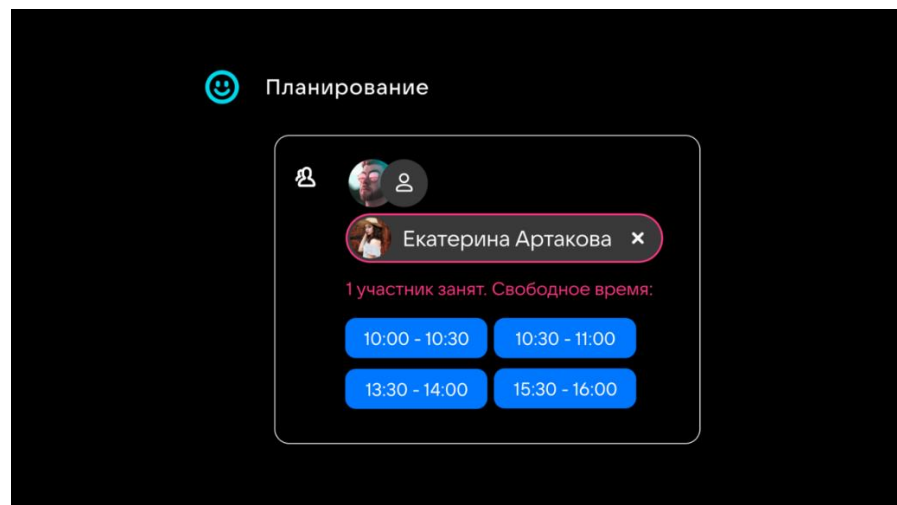 Планирование
Екатерина Артакова
1 участник занят. Свободное время:
10:00 - 10:30
10:30 - 11:00
13:30 - 14:00
15:30 - 16:00